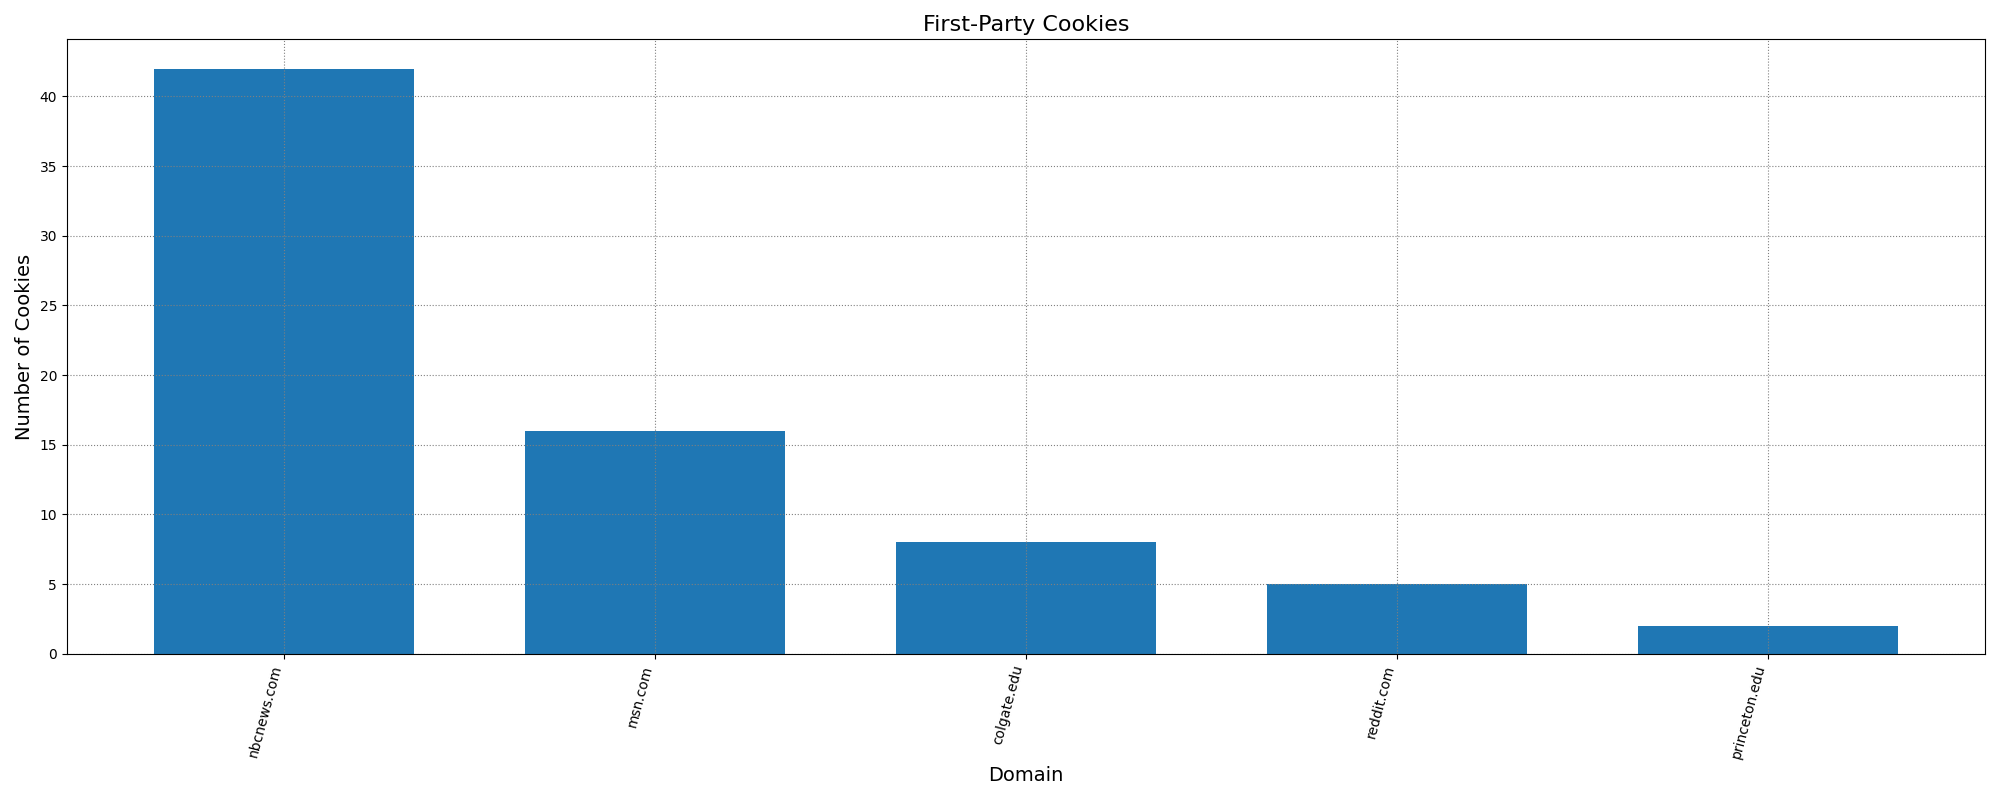 First-Party Cookies
Number of Cookies
40
35
30
25
20
15
10
5
0
nbcnews.com
msn.com
colgate.edu
reddit.com
princeton.edu
Domain